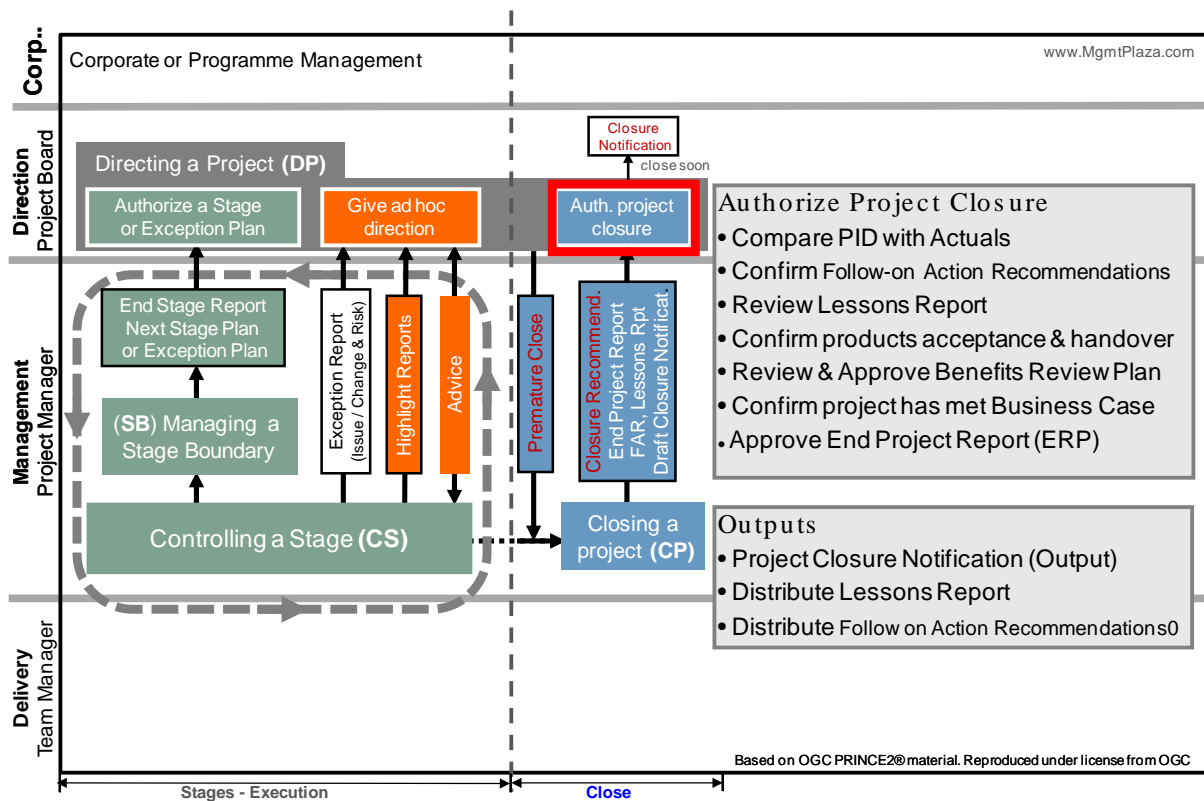 Corp..
Corporate or Programme Management
www.MgmtPlaza.com
Direction
Project Board
Closure
Notification
close soon
Directing a Project (DP)
Authorize a Stage
or Exception Plan
Give ad hoc
direction
Auth. project
closure
Management
Project Manager
End Stage Report
Next Stage Plan
or Exception Plan
(SB) Managing a
Stage Boundary
Exception Report
(Issue / Change & Risk)
Highlight Reports
Advice
Premature Close
Closure Recommend.
End Project Report
FAR, Lessons Rpt
Draft Closure Notificat.
Controlling a Stage (CS)
Closing a
project (CP)
Authorize Project Closure
• Compare PID with Actuals
• Confirm Follow-on Action Recommendations
• Review Lessons Report
• Confirm products acceptance & handover
• Review & Approve Benefits Review Plan
• Confirm project has met Business Case
. Approve End Project Report (ERP)
Outputs
• Project Closure Notification (Output)
• Distribute Lessons Report
• Distribute Follow on Action Recommendations0
Delivery
Team Manager
Based on OGC PRINCE2® material. Reproduced under license from OGC
Stages - Execution
Close